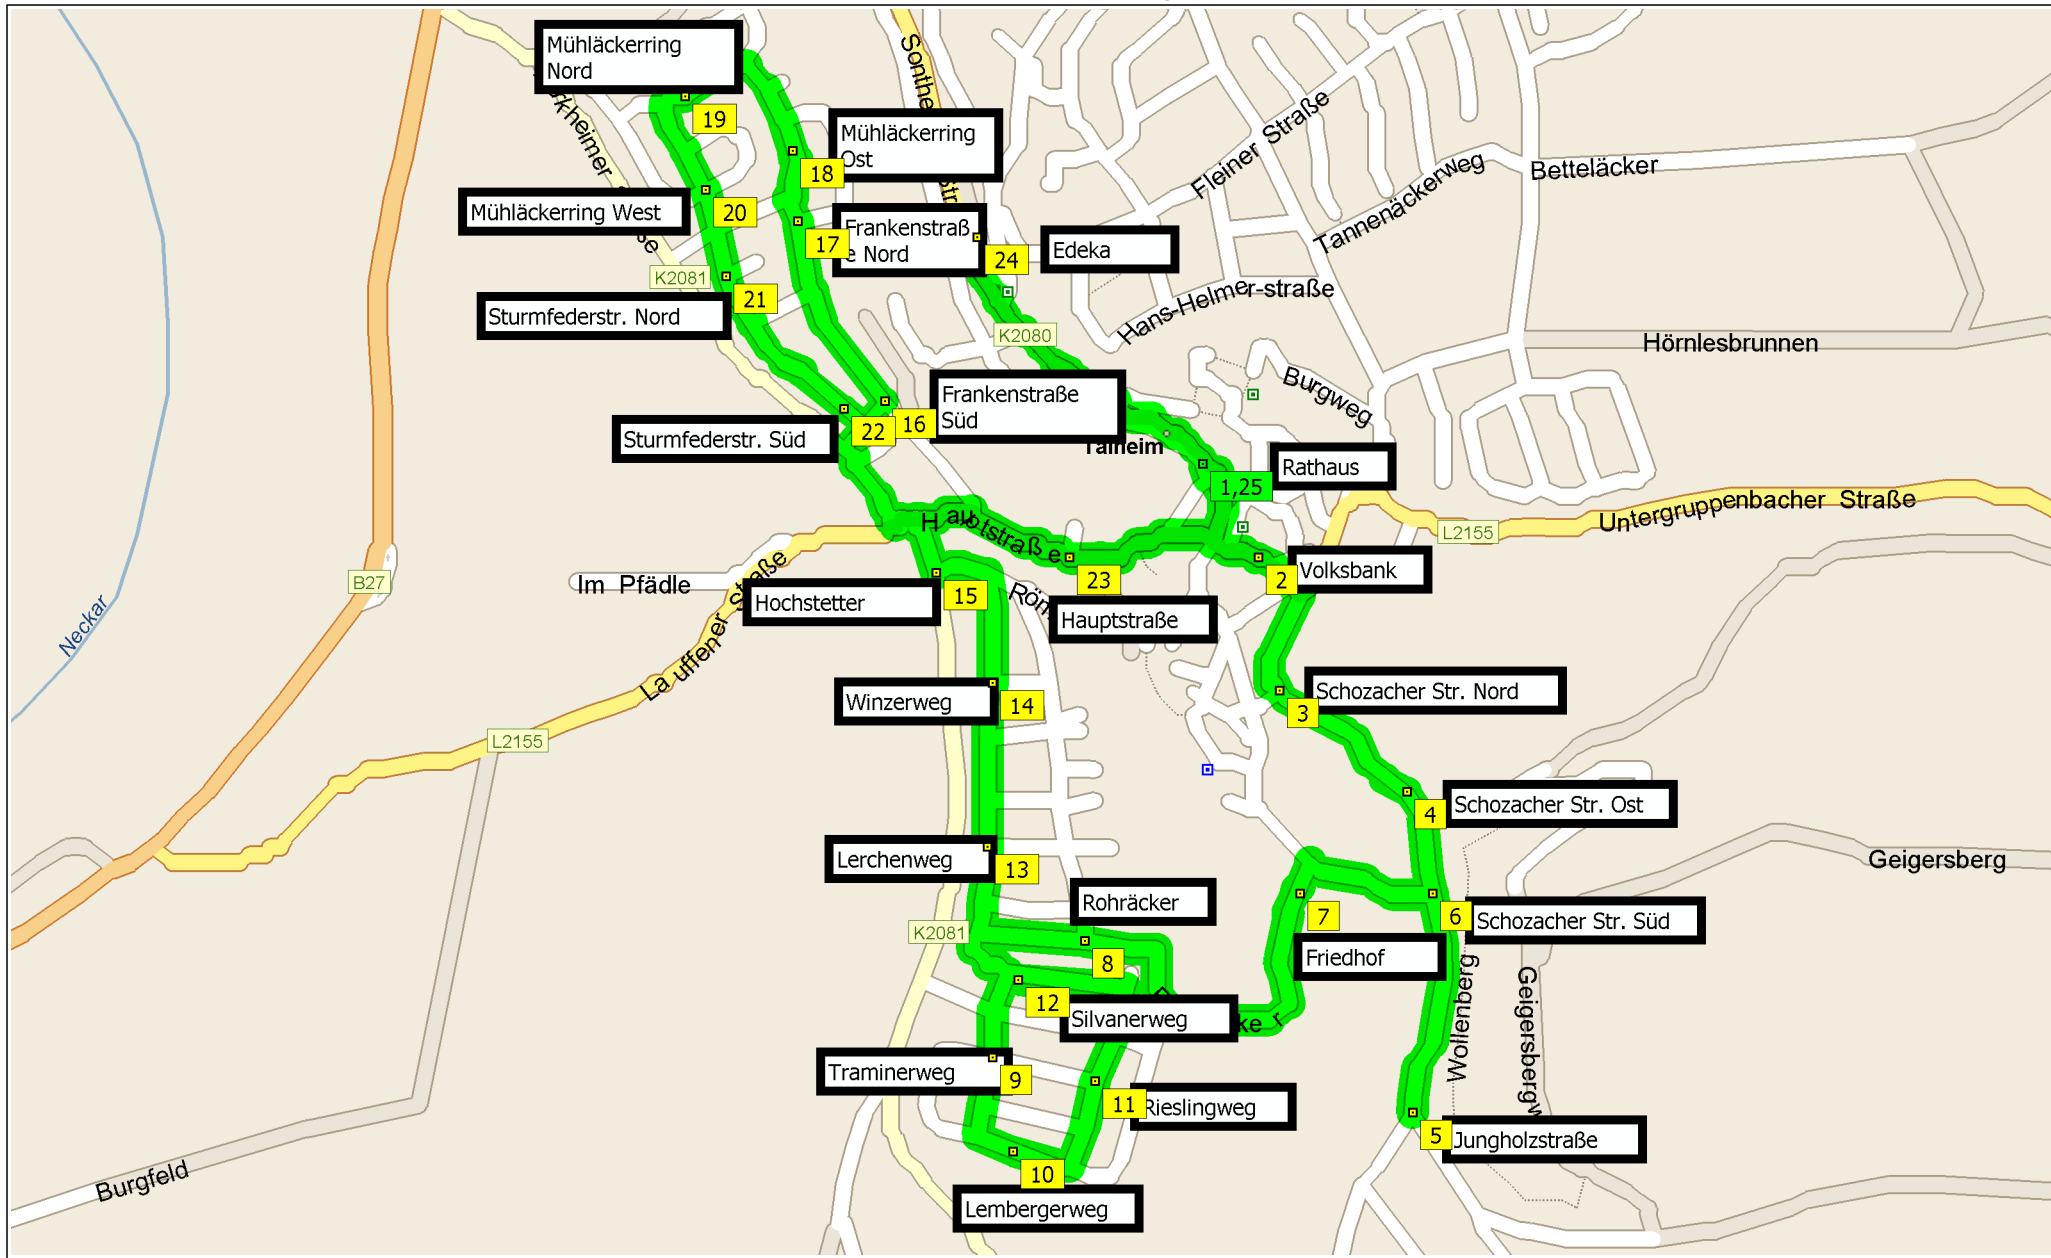 Mühläckerring
Nord
19
Mühläckerring
Ost
18
Fleiner Straße
Tannenäckerweg
Betteläcker
Mühläckerring West
20
17
Frankenstraß
e Nord
24
Edeka
K2081
21
Sturmfederstr. Nord
Hans-Helmer-straße
K2080
Hörnlesbrunnen
Frankenstraße
Süd
Burgweg
16
22
Sturmfederstr. Süd
Talheim
Rathaus
1,25
Untergruppenbacher Straße
L2155
Hauptstraße
B27
Im Pfädle
Hochstetter
15
23
2
Volksbank
Hauptstraße
Neckar
Lauffener Straße
Winzerweg
14
Schozacher Str. Nord
3
L2155
Schozacher Str. Ost
4
Lerchenweg
13
Geigersberg
Rohräcker
K2081
7
6
Schozacher Str. Süd
8
Friedhof
12
Silvanerweg
Wollenberg
Traminerweg
9
11
Rieslingweg
5
Jungholzstraße
10
Lembergerweg
Burgfeld